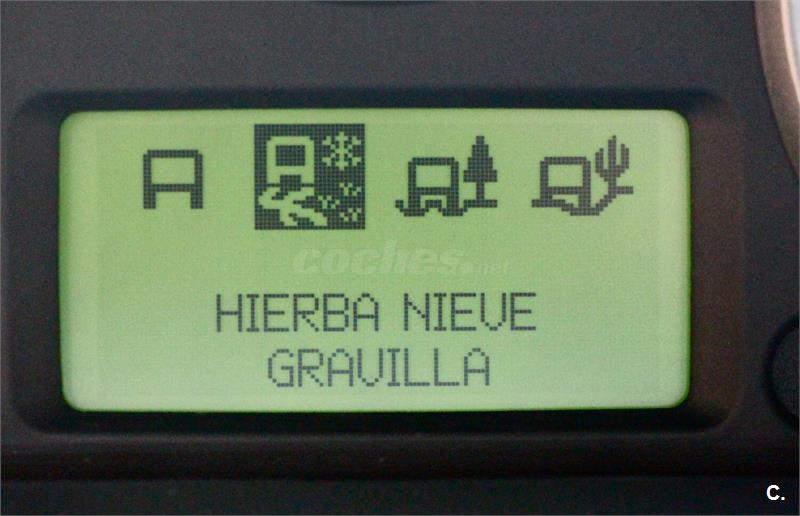 coches.net
HIERBA NIEVE
GRAVILLA
C.